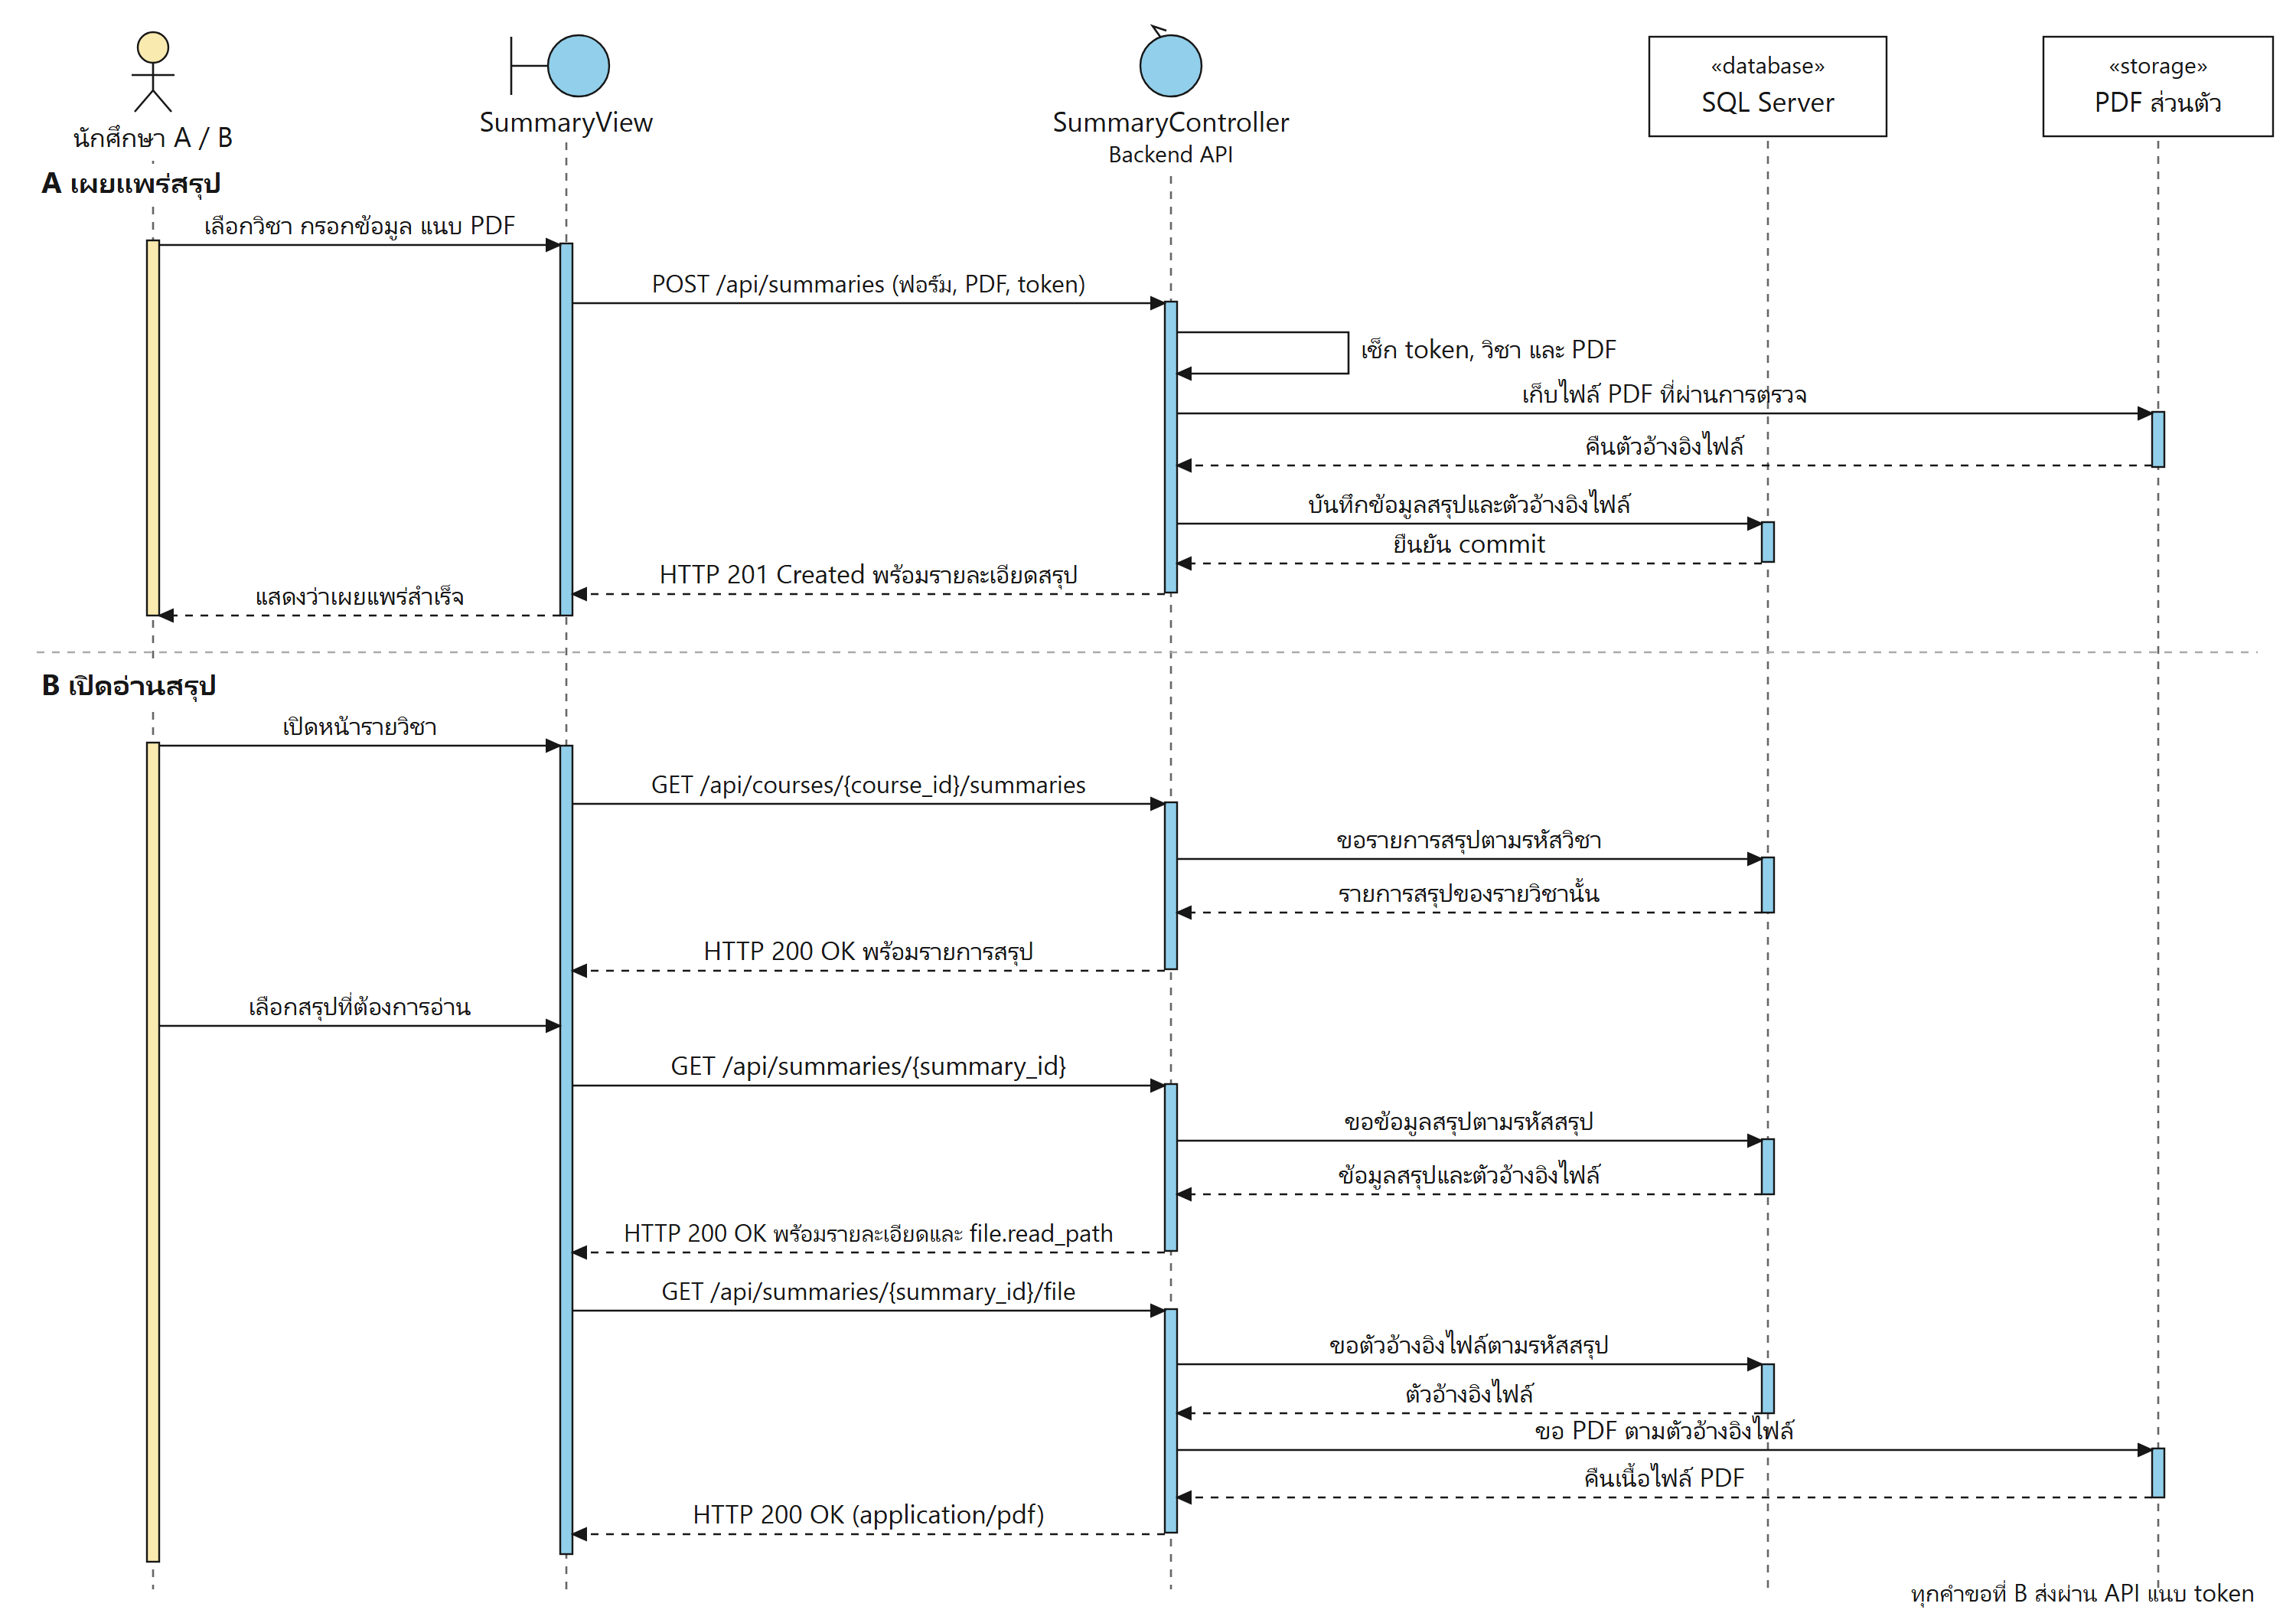 นักศึกษา A / B
SummaryView
SummaryController
Backend API
«database»
SQL Server
«storage»
PDF ส่วนตัว
A เผยแพร่สรุป
เลือกวิชา กรอกข้อมูล แนบ PDF
POST /api/summaries (ฟอร์ม, PDF, token)
เช็ก token, วิชา และ PDF
เก็บไฟล์ PDF ที่ผ่านการตรวจ
คืนตัวอ้างอิงไฟล์
บันทึกข้อมูลสรุปและตัวอ้างอิงไฟล์
ยืนยัน commit
HTTP 201 Created พร้อมรายละเอียดสรุป
แสดงว่าเผยแพร่สำเร็จ
B เปิดอ่านสรุป
เปิดหน้ารายวิชา
GET /api/courses/{course_id}/summaries
ขอรายการสรุปตามรหัสวิชา
รายการสรุปของรายวิชานั้น
HTTP 200 OK พร้อมรายการสรุป
เลือกสรุปที่ต้องการอ่าน
GET /api/summaries/{summary_id}
ขอข้อมูลสรุปตามรหัสสรุป
ข้อมูลสรุปและตัวอ้างอิงไฟล์
HTTP 200 OK พร้อมรายละเอียดและ file.read_path
GET /api/summaries/{summary_id}/file
ขอตัวอ้างอิงไฟล์ตามรหัสสรุป
ตัวอ้างอิงไฟล์
ขอ PDF ตามตัวอ้างอิงไฟล์
คืนเนื้อไฟล์ PDF
HTTP 200 OK (application/pdf)
ทุกคำขอที่ B ส่งผ่าน API แนบ token